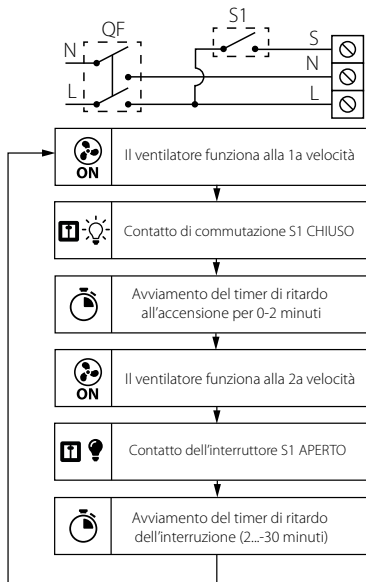 QF
S1
N
S
N
L
L
ON
Il ventilatore funziona alla 1a velocità
Contatto di commutazione S1 CHIUSO
Avviamento del timer di ritardo
all'accensione per 0-2 minuti
ON
Il ventilatore funziona alla 2a velocità
Contatto dell'interruttore S1 APERTO
Avviamento del timer di ritardo
dell'interruzione (2...-30 minuti)